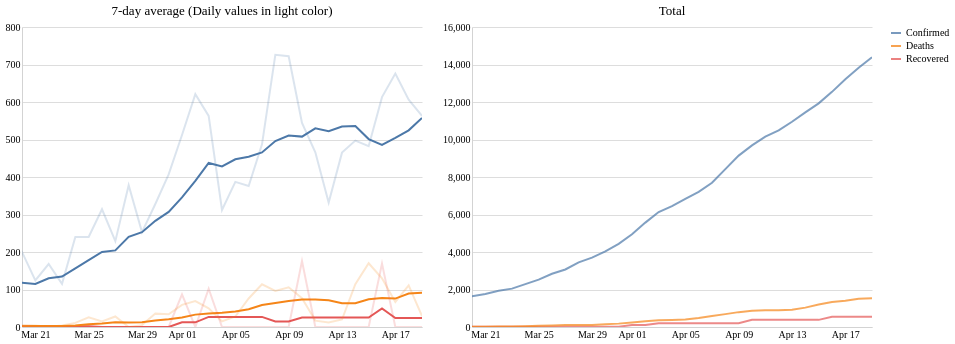 7-day average (Daily values in light color)
800
700
600
500
400
300
200
100
0
Mar 21 Mar 25 Mar 29 Apr 01 Apr 05 Apr 09 Apr 13 Apr 17
Total
16,000
14,000
12,000
10,000
8,000
6,000
4,000
2,000
0
Mar 21 Mar 25 Mar 29 Apr 01 Apr 05 Apr 09 Apr 13 Apr 17
Confirmed
Deaths
Recovered